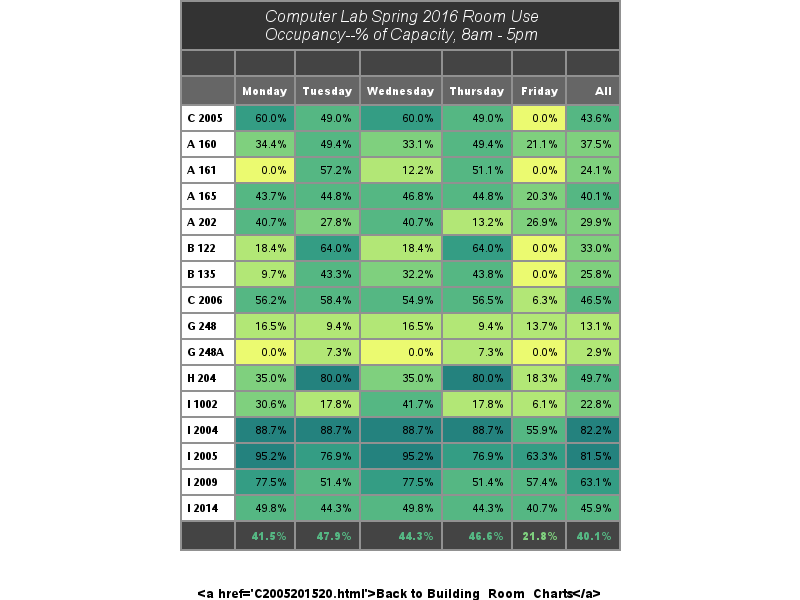 Computer Lab Spring 2016 Room Use
Occupancy--% of Capacity, 8am - 5pm
Monday Tuesday Wednesday Thursday Friday All
C 2005 60.0% 49.0% 60.0% 49.0% 0.0% 43.6%
A 160 34.4% 49.4% 33.1% 49.4% 21.1% 37.5%
A 161 0.0% 57.2% 12.2% 51.1% 0.0% 24.1%
A 165 43.7% 44.8% 46.8% 44.8% 20.3% 40.1%
A 202 40.7% 27.8% 40.7% 13.2% 26.9% 29.9%
B 122 18.4% 64.0% 18.4% 64.0% 0.0% 33.0%
B 135 9.7% 43.3% 32.2% 43.8% 0.0% 25.8%
C 2006 56.2% 58.4% 54.9% 56.5% 6.3% 46.5%
G 248 16.5% 9.4% 16.5% 9.4% 13.7% 13.1%
G 248A 0.0% 7.3% 0.0% 7.3% 0.0% 2.9%
H 204 35.0% 80.0% 35.0% 80.0% 18.3% 49.7%
I 1002 30.6% 17.8% 41.7% 17.8% 6.1% 22.8%
I 2004 88.7% 88.7% 88.7% 88.7% 55.9% 82.2%
I 2005 95.2% 76.9% 95.2% 76.9% 63.3% 81.5%
I 2009 77.5% 51.4% 77.5% 51.4% 57.4% 63.1%
I 2014 49.8% 44.3% 49.8% 44.3% 40.7% 45.9%
41.5% 47.9% 44.3% 46.6% 21.8% 40.1%
<a href='C2005201520.html'>Back to Building  Room  Charts</a>